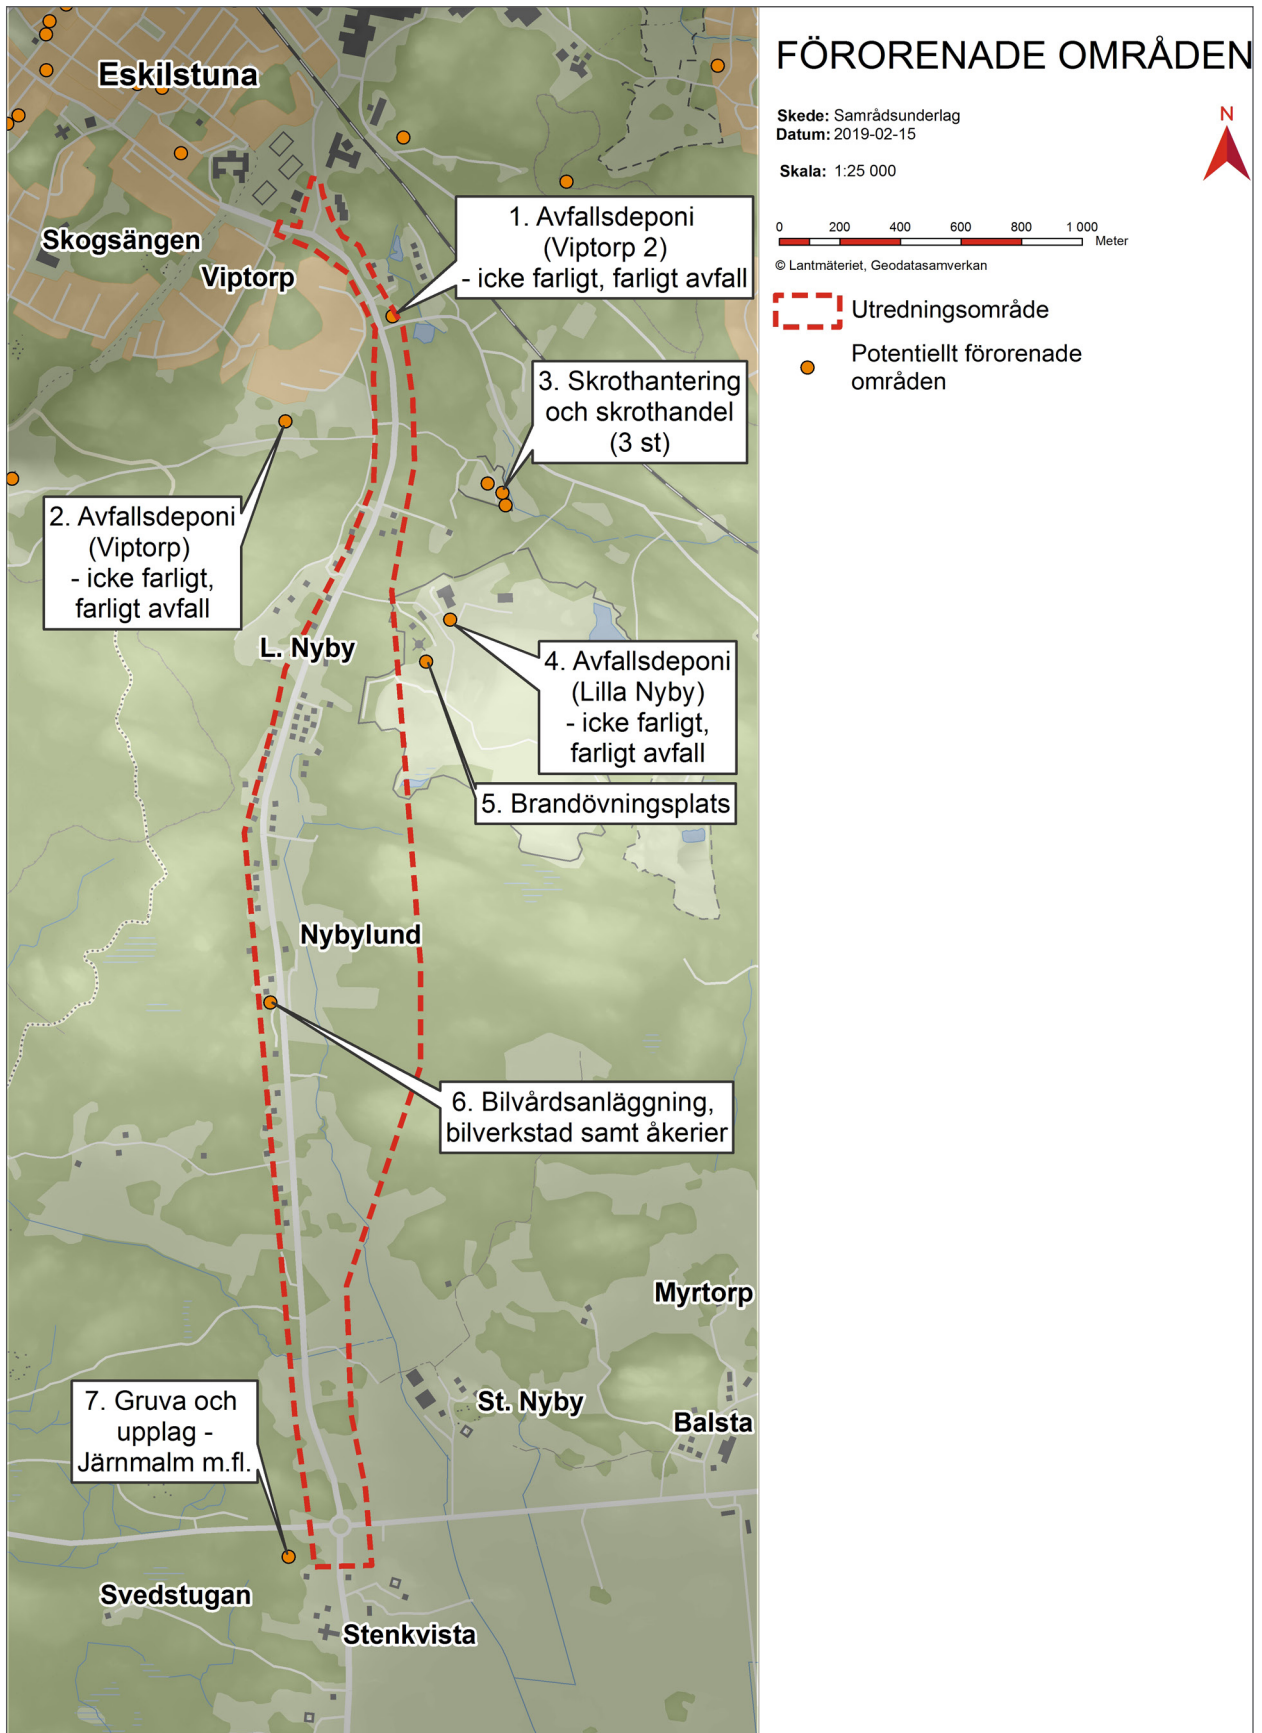 FÖRORENADE OMRÅDEN
Skede: Samrådsunderlag
Datum: 2019-02-15
Skala: 1:25 000
N
0 200 400 600 800 1 000
Meter
© Lantmäteriet, Geodatasamverkan
Utredningsområde
Potentiellt förorenade
områden
Eskilstuna
Skogsängen
Viptorp
1. Avfallsdeponi
(Viptorp 2)
- icke farligt, farligt avfall
3. Skrothantering
och skrothandel
(3 st)
2. Avfallsdeponi
(Viptorp)
- icke farligt,
farligt avfall
L. Nyby
4. Avfallsdeponi
(Lilla Nyby)
- icke farligt,
farligt avfall
5. Brandövningsplats
Nybylund
6. Bilvårdsanläggning,
bilverkstad samt åkerier
Myrtorp
St. Nyby
Balsta
7. Gruva och
upplag -
Järnmalm m.fl.
Svedstugan
Stenkvista